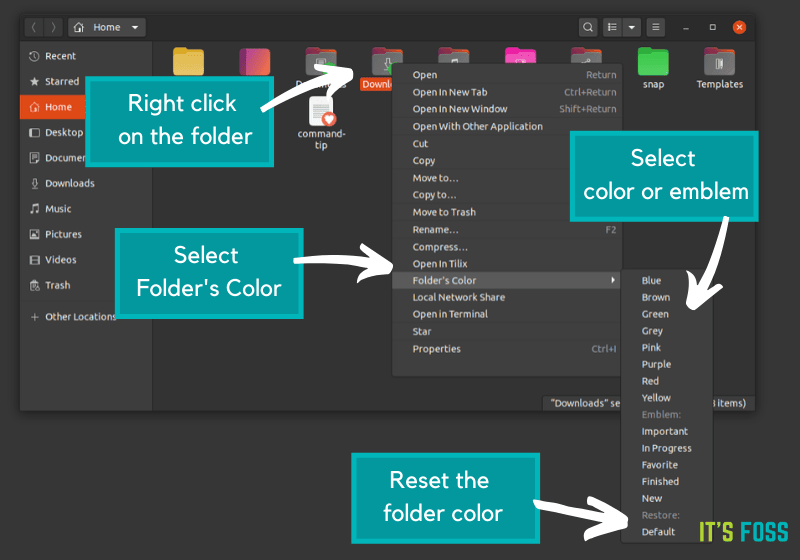 Home
Recent
Starred
Home
Desktop
Documen
Downloads
Music
Pictures
Videos
Trash
Other Locations
Right click
on the folder
snap
Templates
command-
tip
Open Return
Open In New Tab Ctrl+Return
Open In New Window Shift+Return
Open With Other Application
Cut
Copy
Move to…
Copy to…
Move to Trash
Rename… F2
Compress…
Open In Tilix
Folder's Color
Local Network Share
Open in Terminal
Star
Properties Ctrl+I
Select
color or emblem
Select
Folder's Color
Blue
Brown
Green
Grey
Pink
Purple
Red
Yellow
Emblem:
Important
In Progress
Favorite
Finished
New
Restore:
Default
"Downloads" se
items)
Reset the
folder color
IT'S FOSS